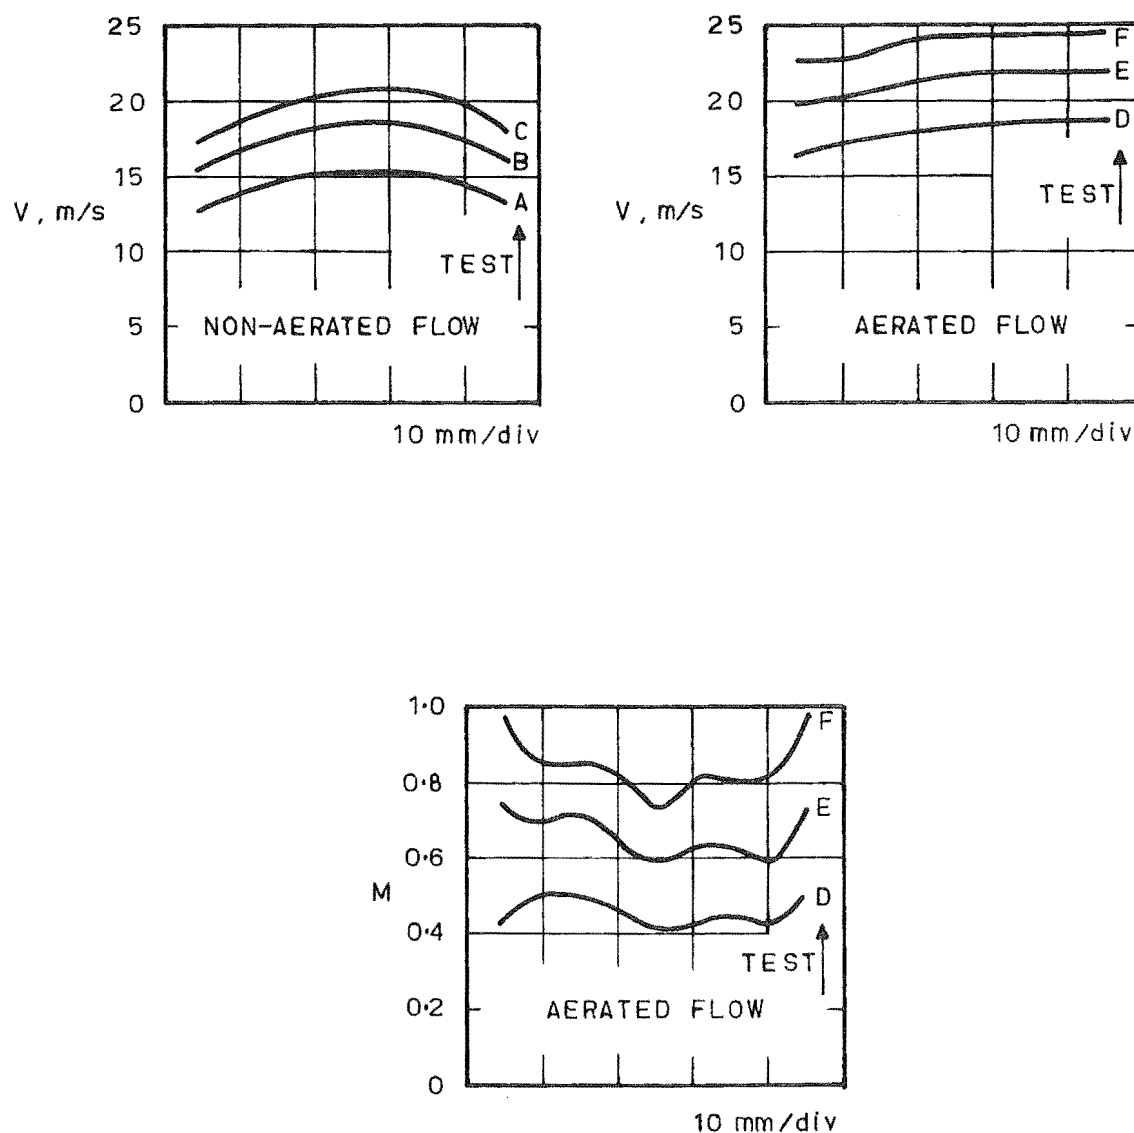 25
20
15
V, m/s
10
5
0
C
B
A
TEST
NON-AERATED FLOW
10 mm/div
25
20
15
V, m/s
10
5
0
F
E
D
TEST
AERATED FLOW
10 mm/div
1·0
0·8
0·6
M
0·4
0·2
0
F
E
D
TEST
AERATED FLOW
10 mm/div